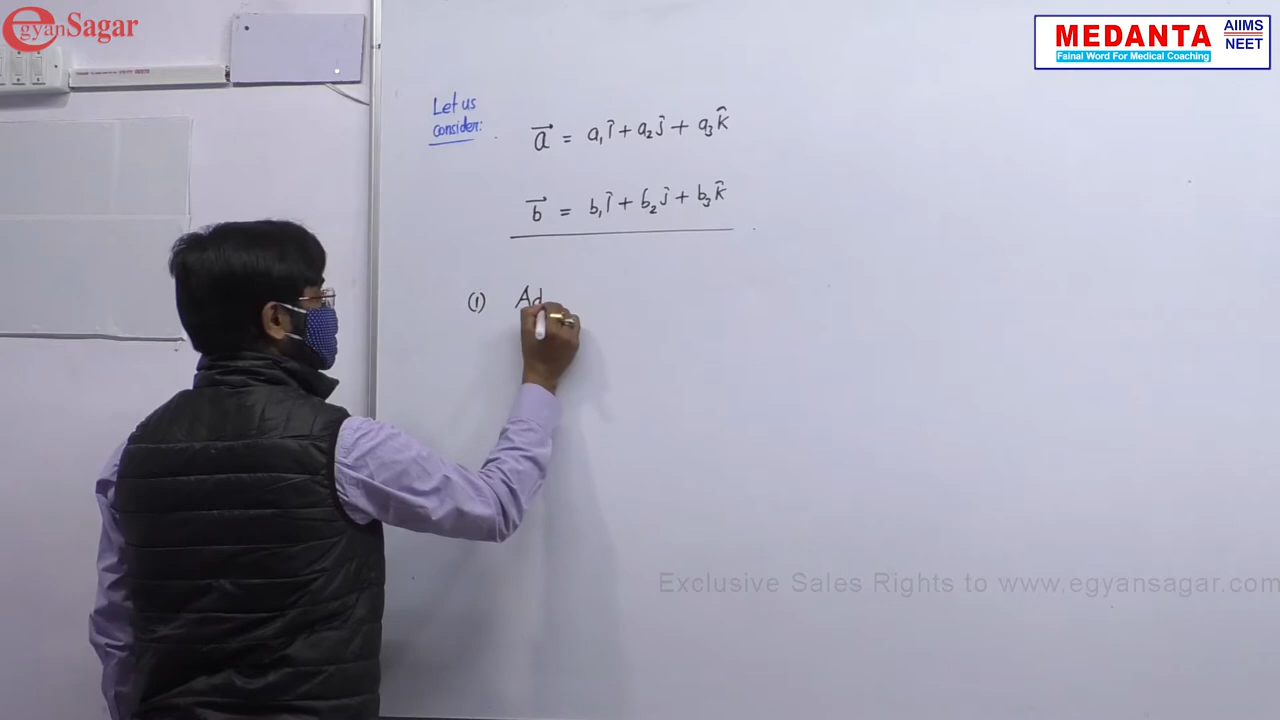 egyanSagar
MEDANTA
AIIMS
NEET
Fainal Word For Medical Coaching
Let us
consider:
a⃗ = a₁î + a₂ĵ + a₃k̂
b⃗ = b₁î + b₂ĵ + b₃k̂
(1) Ad
Exclusive Sales Rights to www.egyansagar.com